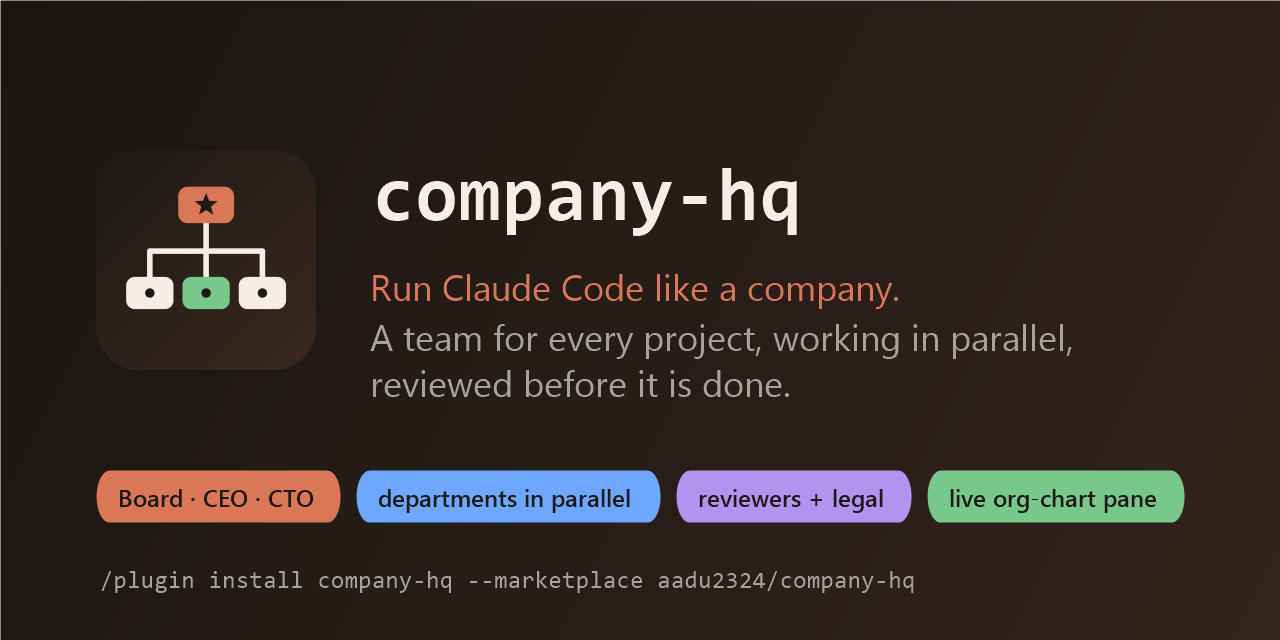 company-hq
Run Claude Code like a company.
A team for every project, working in parallel,
reviewed before it is done.
Board · CEO · CTO
departments in parallel
reviewers + legal
live org-chart pane
/plugin install company-hq --marketplace aadu2324/company-hq